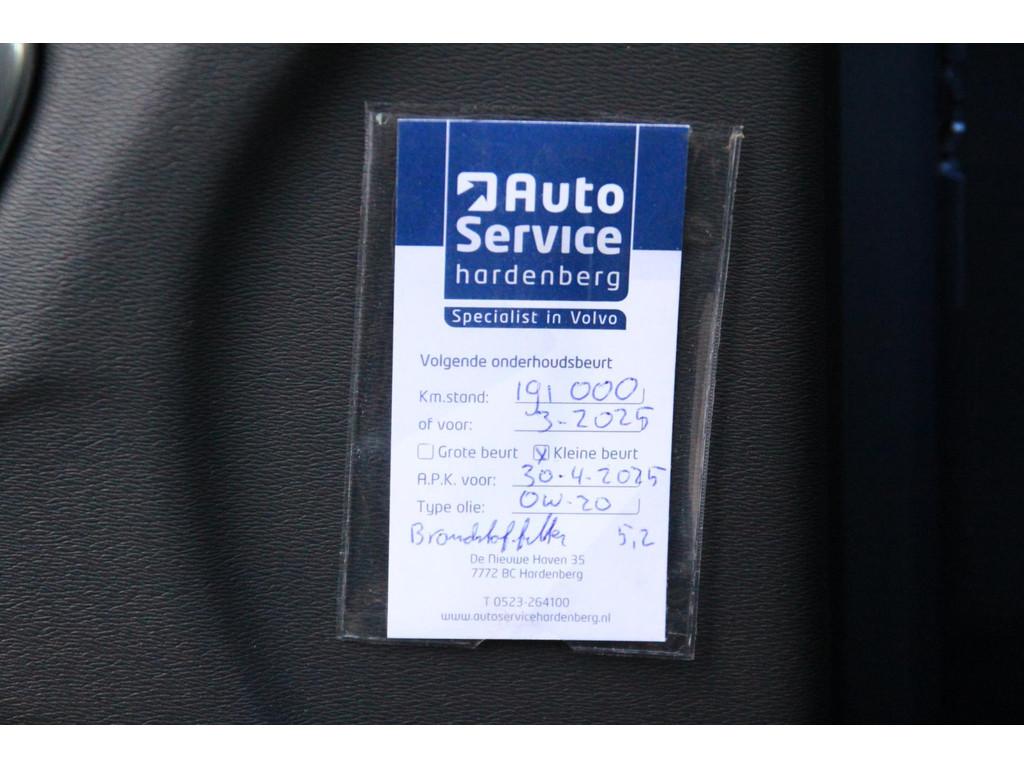 Auto
Service
hardenberg
Specialist in Volvo
Volgende onderhoudsbeurt
Km.stand: 191 000
of voor: 3-2025
Grote beurt Kleine beurt
A.P.K. voor: 30-4-2025
Type olie: 0W-20
Brandstoffilter 5,2
De Nieuwe Haven 35
7772 BC Hardenberg
T 0523-264100
www.autoservicehardenberg.nl